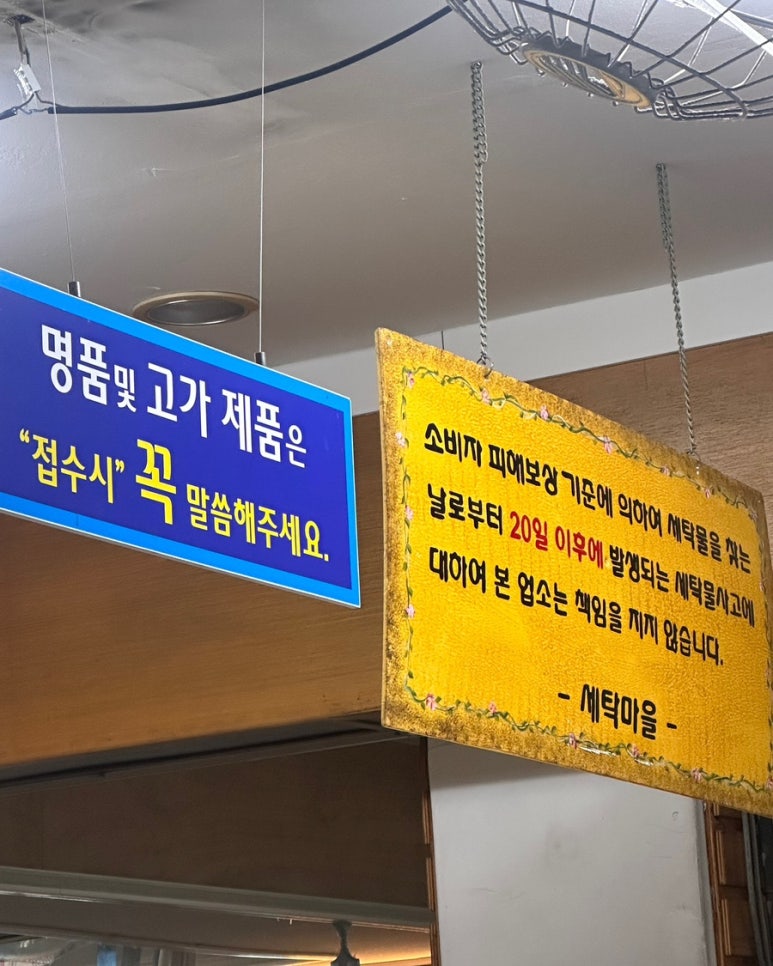 명품및 고가 제품은
“접수시” 꼭 말씀해주세요.
소비자 피해보상 기준에 의하여 세탁물을 찾는
날로부터 20일 이후에 발생되는 세탁물사고에
대하여 본 업소는 책임을 지지 않습니다.
- 세탁마을 -